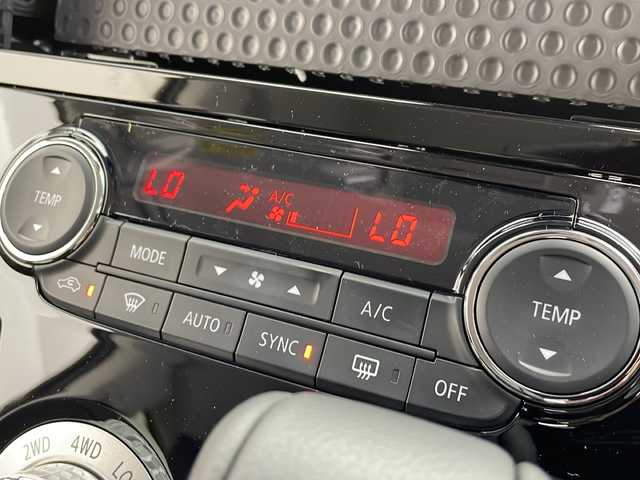 LO
A/C
LO
TEMP
MODE
A/C
TEMP
AUTO
SYNC
OFF
2WD 4WD LO